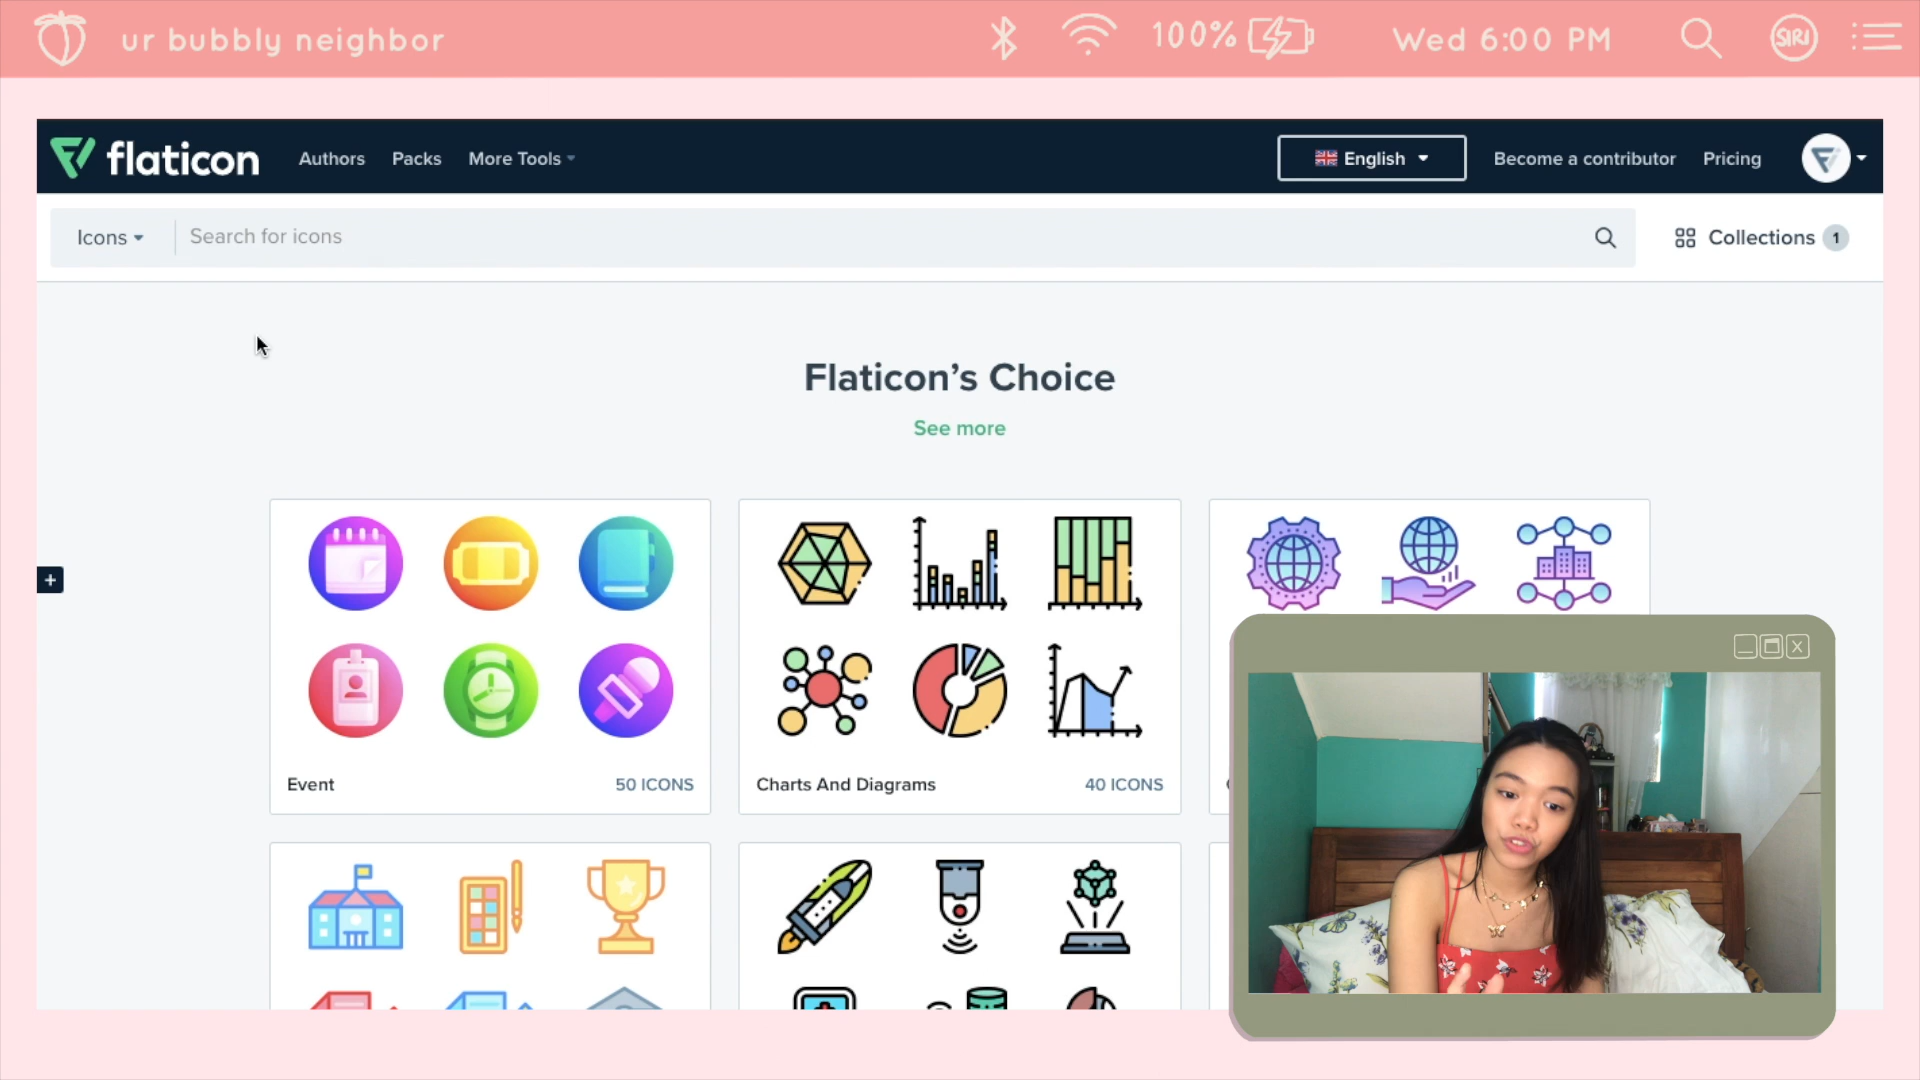 ur bubbly neighbor 100% Wed 6:00 PM SIRI
flaticon Authors Packs More Tools English Become a contributor Pricing
Icons Search for icons Collections 1
Flaticon’s Choice
See more
Event 50 ICONS Charts And Diagrams 40 ICONS